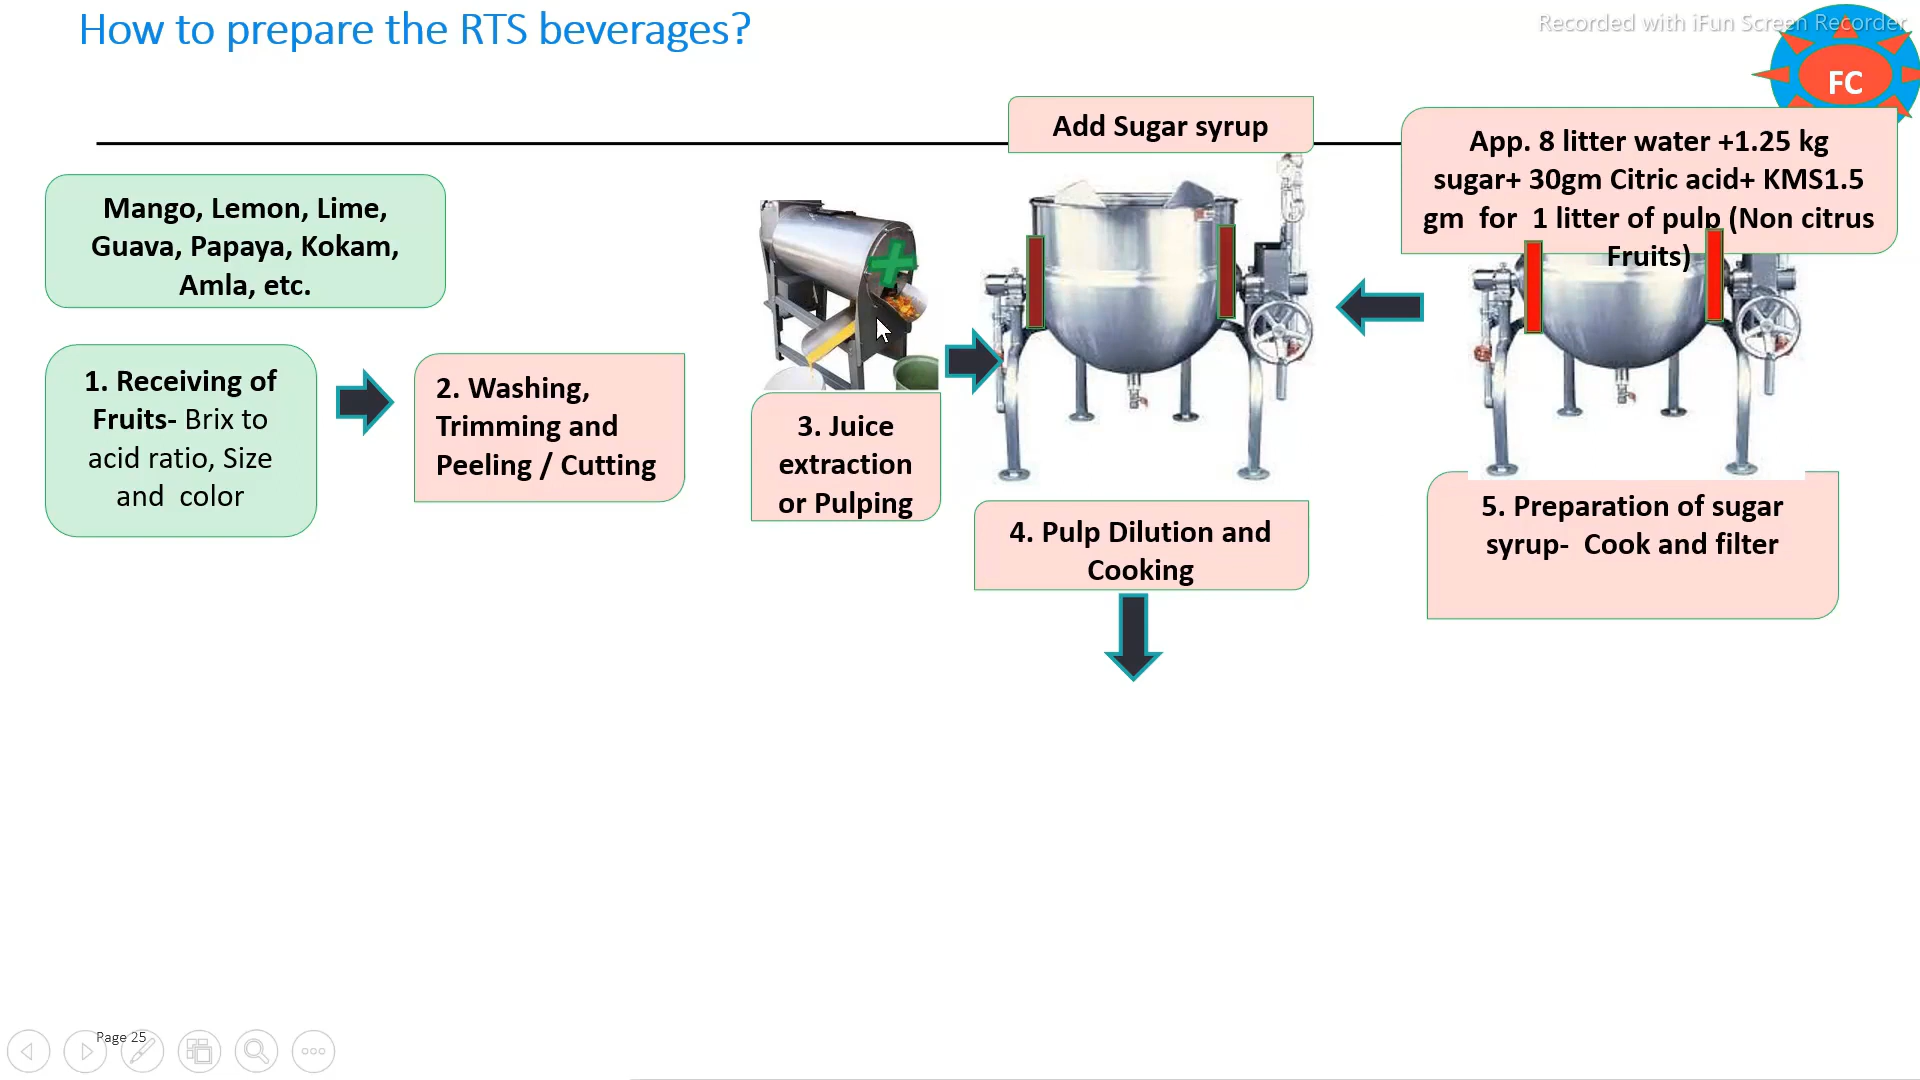 How to prepare the RTS beverages?
Recorded with iFun Screen Recorder
FC
Add Sugar syrup
App. 8 litter water +1.25 kg
sugar+ 30gm Citric acid+ KMS1.5
gm for 1 litter of pulp (Non citrus
Fruits)
Mango, Lemon, Lime,
Guava, Papaya, Kokam,
Amla, etc.
1. Receiving of
Fruits- Brix to
acid ratio, Size
and color
2. Washing,
Trimming and
Peeling / Cutting
3. Juice
extraction
or Pulping
4. Pulp Dilution and
Cooking
5. Preparation of sugar
syrup- Cook and filter
Page 25